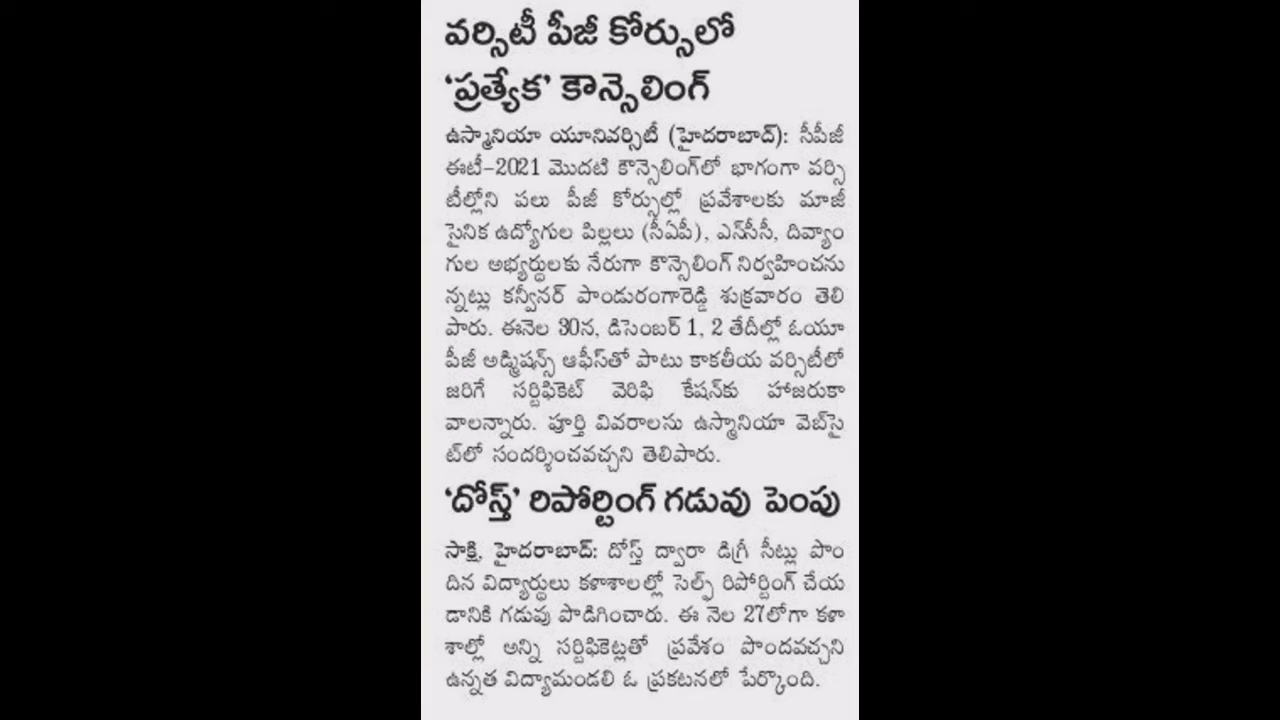 వర్సిటీ పీజీ కోర్సులో
‘ప్రత్యేక’ కౌన్సెలింగ్
ఉస్మానియా యూనివర్సిటీ (హైదరాబాద్): సీపీజీ
ఈటీ–2021 మొదటి కౌన్సెలింగ్‌లో భాగంగా వర్సి
టీల్లోని పలు పీజీ కోర్సుల్లో ప్రవేశాలకు మాజీ
సైనిక ఉద్యోగుల పిల్లలు (సీఏపీ), ఎన్‌సీసీ, దివ్యాం
గుల అభ్యర్థులకు నేరుగా కౌన్సెలింగ్ నిర్వహించను
న్నట్లు కన్వీనర్ పాండురంగారెడ్డి శుక్రవారం తెలి
పారు. ఈనెల 30న, డిసెంబర్ 1, 2 తేదీల్లో ఓయూ
పీజీ అడ్మిషన్స్ ఆఫీస్‌తో పాటు కాకతీయ వర్సిటీలో
జరిగే సర్టిఫికెట్ వెరిఫి కేషన్‌కు హాజరుకా
వాలన్నారు. పూర్తి వివరాలను ఉస్మానియా వెబ్‌సై
ట్‌లో సందర్శించవచ్చని తెలిపారు.
‘దోస్త్’ రిపోర్టింగ్ గడువు పెంపు
సాక్షి, హైదరాబాద్: దోస్త్ ద్వారా డిగ్రీ సీట్లు పొం
దిన విద్యార్థులు కళాశాలల్లో సెల్ఫ్ రిపోర్టింగ్ చేయ
డానికి గడువు పొడిగించారు. ఈ నెల 27లోగా కళా
శాల్లో అన్ని సర్టిఫికెట్లతో ప్రవేశం పొందవచ్చని
ఉన్నత విద్యామండలి ఓ ప్రకటనలో పేర్కొంది.